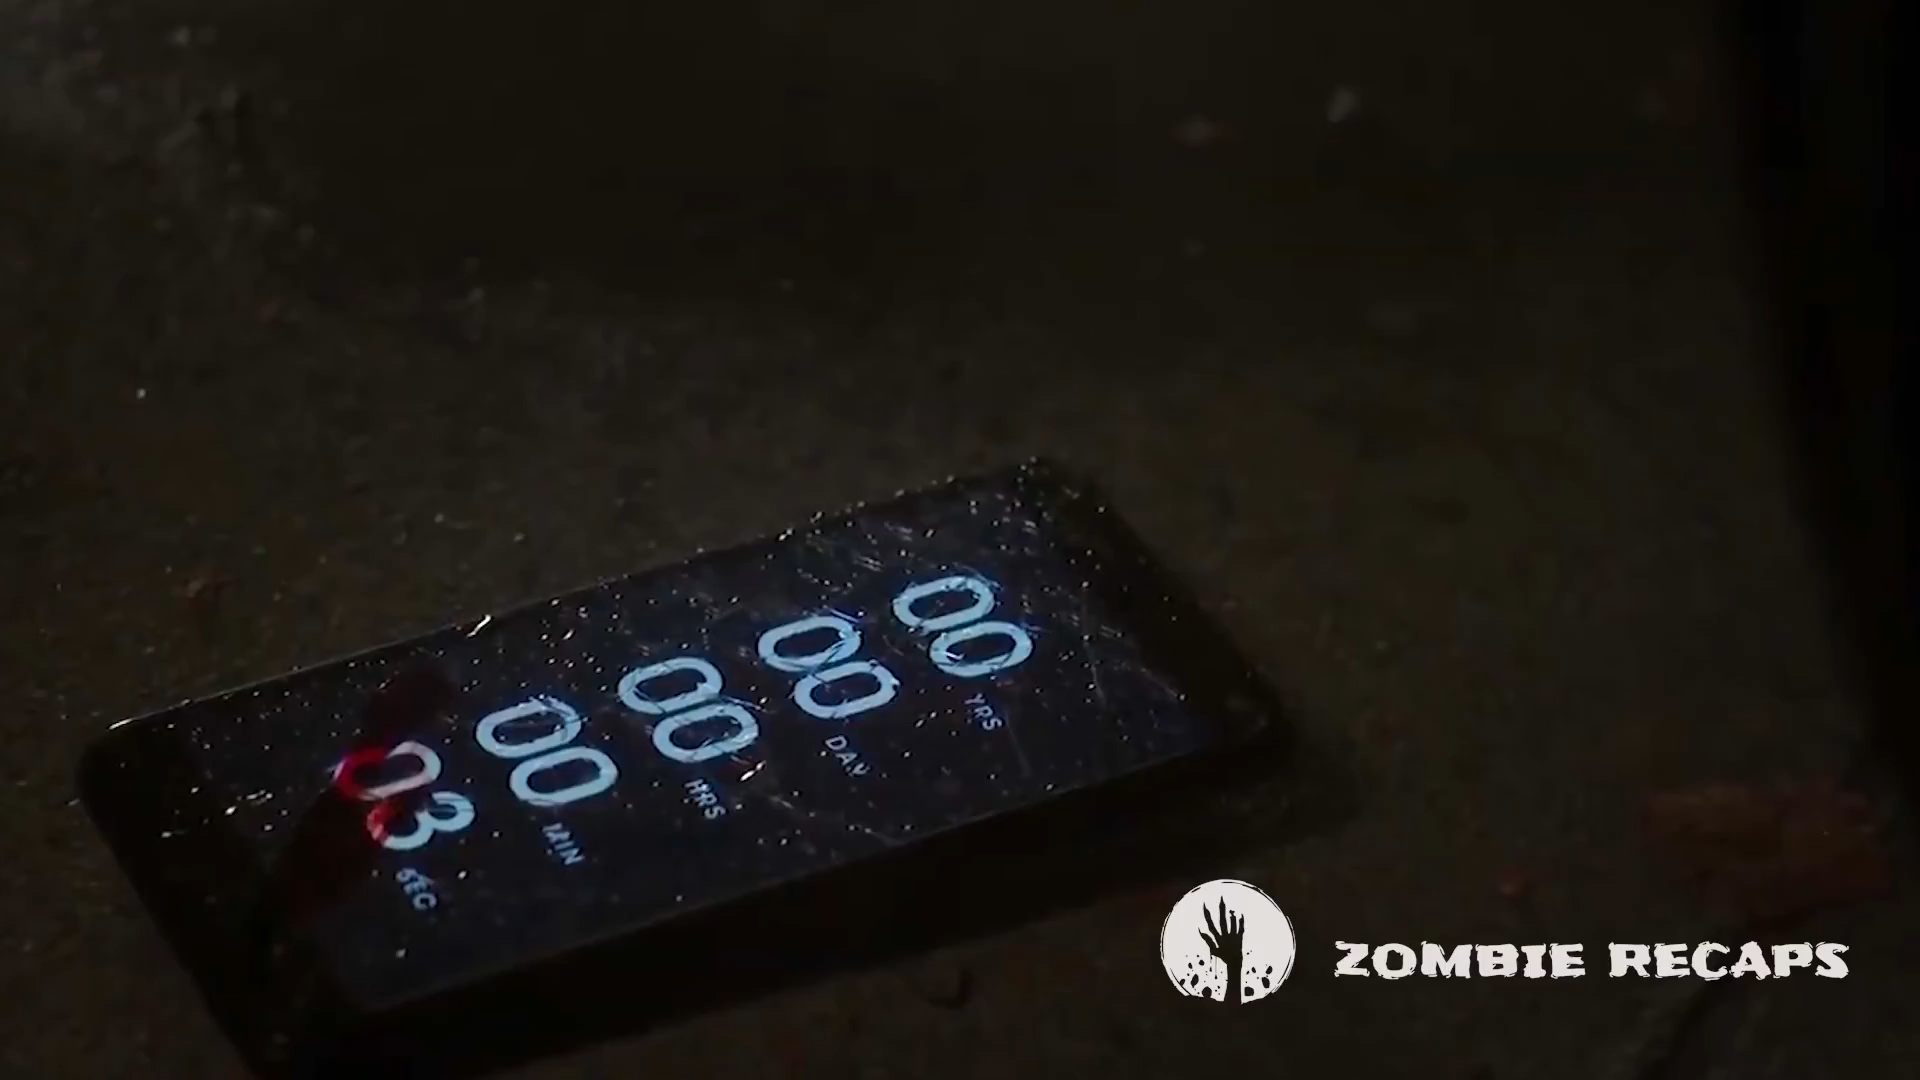 00 YRS
00 DAY
00 HRS
00 MIN
03 SEC
ZOMBIE RECAPS